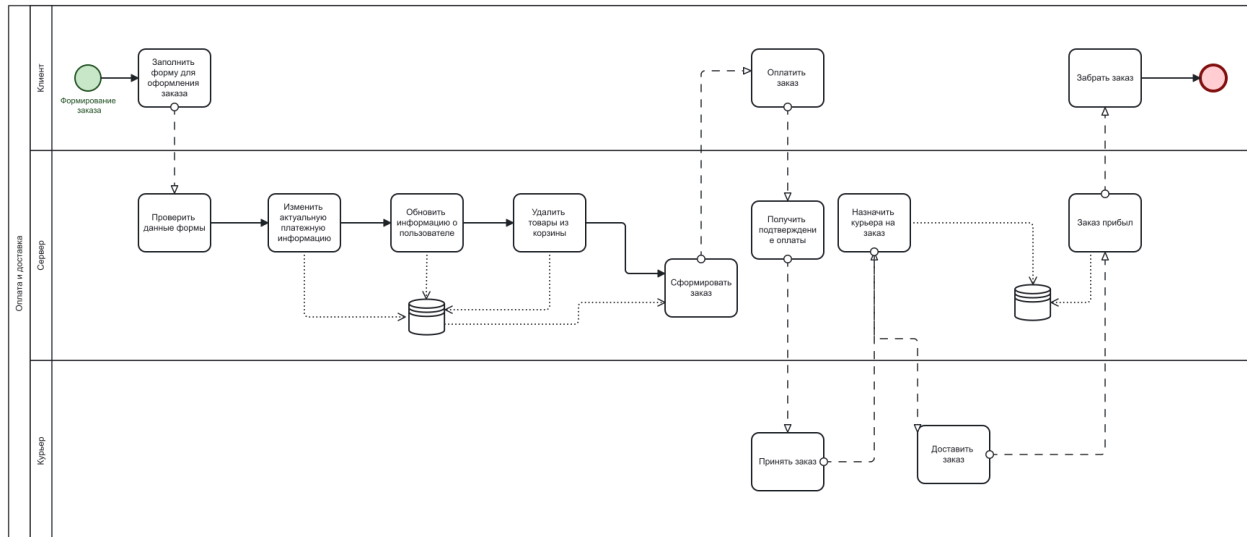 Оплата и доставка
Клиент
Формирование
заказа
Заполнить
форму для
оформления
заказа
Оплатить
заказ
Забрать заказ
Сервер
Проверить
данные формы
Изменить
актуальную
платежную
информацию
Обновить
информацию о
пользователе
Удалить
товары из
корзины
Сформировать
заказ
Получить
подтверждени
е оплаты
Назначить
курьера на
заказ
Заказ прибыл
Курьер
Принять заказ
Доставить
заказ